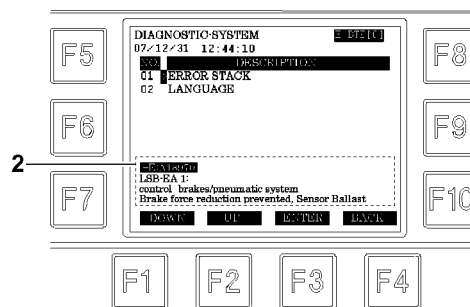 DIAGNOSTIC-SYSTEM
07/12/31 12:44:10
NO. DESCRIPTION
01 ERROR STACK
02 LANGUAGE
LSB-EA 1:
control brakes/pneumatic system
Brake force reduction prevented, Sensor Ballast
DOWN UP ENTER BACK
F5
F6
F7
F8
F9
F10
F1 F2 F3 F4
2